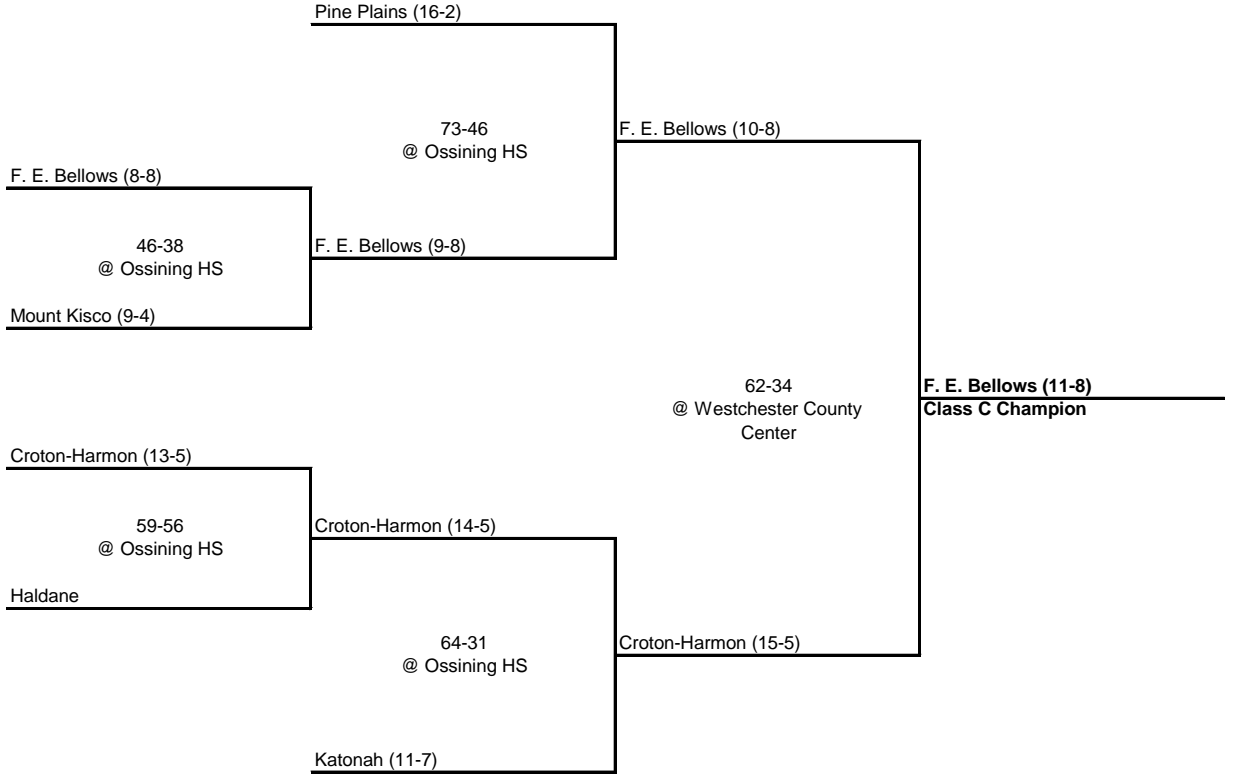 Pine Plains (16-2)
73-46
@ Ossining HS
F. E. Bellows (10-8)
F. E. Bellows (8-8)
46-38
@ Ossining HS
F. E. Bellows (9-8)
Mount Kisco (9-4)
62-34
@ Westchester County
Center
F. E. Bellows (11-8)
Class C Champion
Croton-Harmon (13-5)
59-56
@ Ossining HS
Croton-Harmon (14-5)
Haldane
64-31
@ Ossining HS
Croton-Harmon (15-5)
Katonah (11-7)